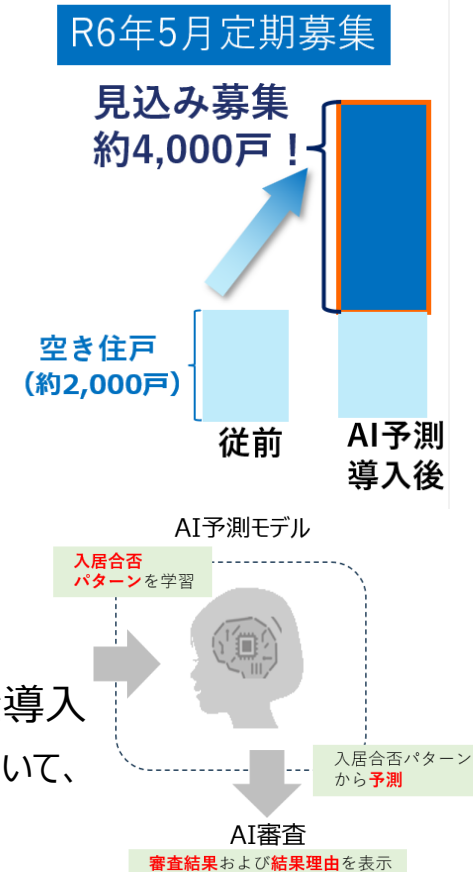 R6年5月定期募集
見込み募集
約4,000戸！
空き住戸
（約2,000戸）
従前
AI予測
導入後
AI予測モデル
入居合否
パターンを学習
導入
いて、
入居合否パターン
から予測
AI審査
審査結果および結果理由を表示